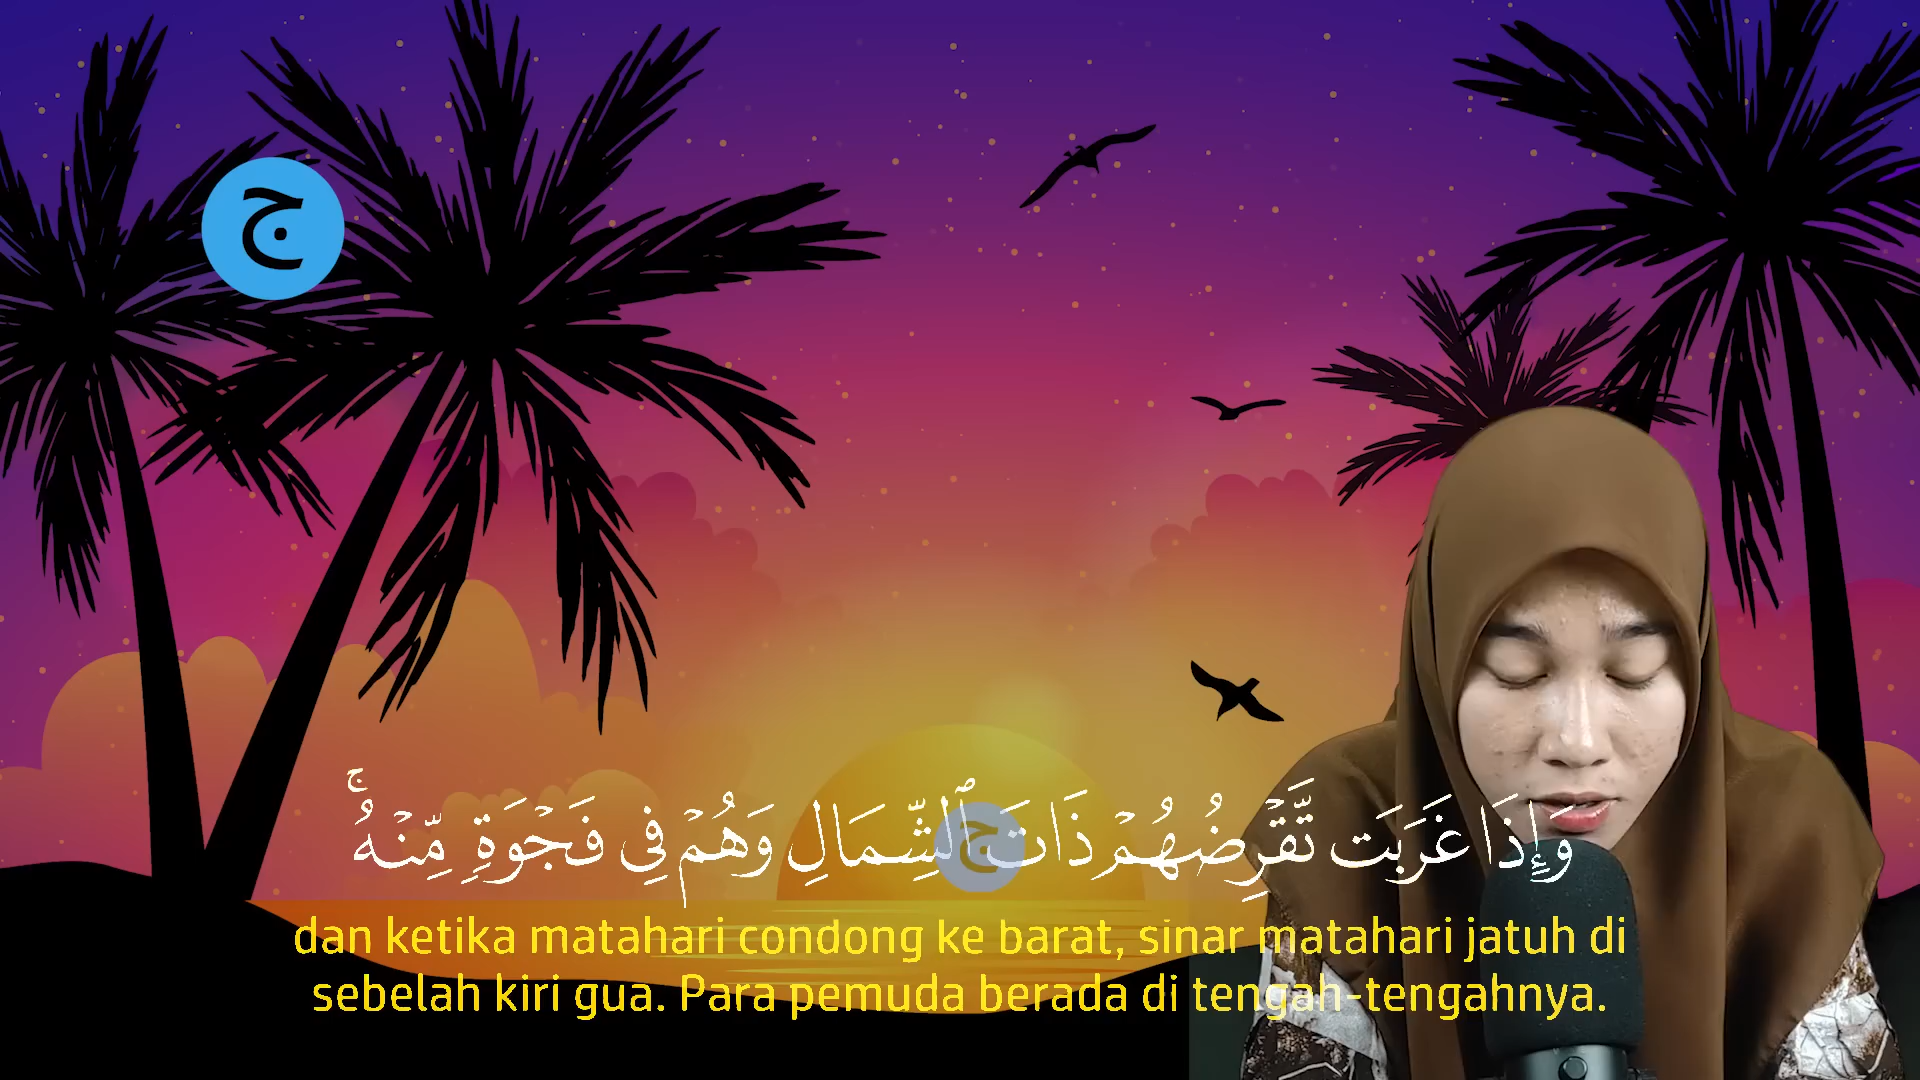 ج
وَإِذَا غَرَبَت تَّقْرِضُهُمْ ذَاتَ ٱلشِّمَالِ وَهُمْ فِى فَجْوَةٍ مِّنْهُ ۚ
ج
dan ketika matahari condong ke barat, sinar matahari jatuh di
sebelah kiri gua. Para pemuda berada di tengah-tengahnya.